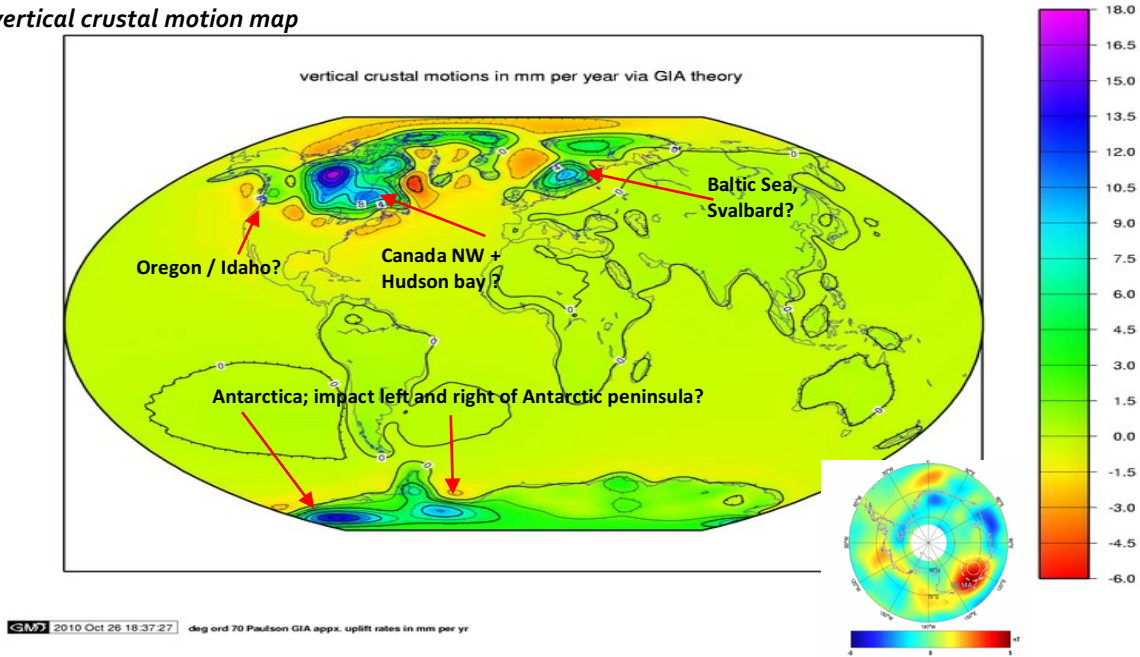 vertical crustal motion map
vertical crustal motions in mm per year via GIA theory
Baltic Sea,
Svalbard?
Oregon / Idaho?
Canada NW +
Hudson bay ?
Antarctica; impact left and right of Antarctic peninsula?
18.0
16.5
15.0
13.5
12.0
10.5
9.0
7.5
6.0
4.5
3.0
1.5
0.0
-1.5
-3.0
-4.5
-6.0
GMT 2010 Oct 26 18:37:27 deg ord 70 Paulson GIA appx. uplift rates in mm per yr
-5 0 5 nT